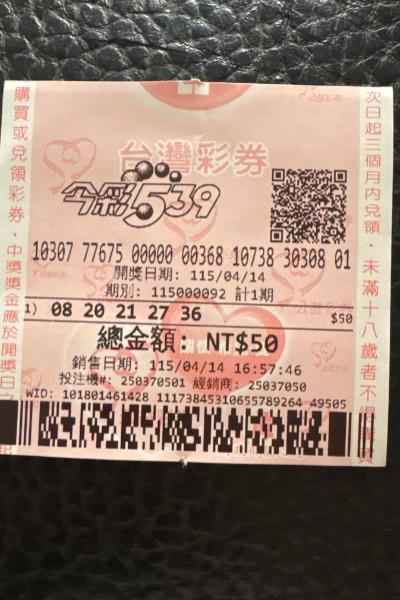 台灣彩券
今彩539
10307 77675 00000 00368 10738 30308 01
開獎日期: 115/04/14
期別: 115000092 計1期
1) 08 20 21 27 36 $50
總金額: NT$50
銷售日期: 115/04/14 16:57:46
投注機#: 250370501 經銷商: 25037050
WID: 101801461428 11173845310655789264 49505
購買或兌領彩券，中獎獎金應於開獎日之
次日起三個月內兌領，未滿十八歲者不得購買